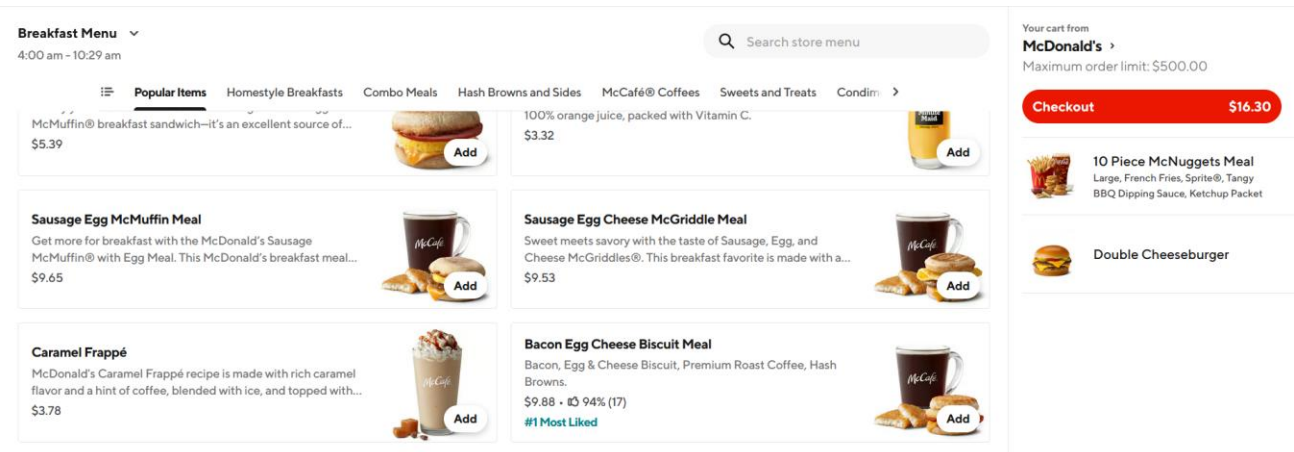 Breakfast Menu
4:00 am - 10:29 am
Search store menu
Popular Items Homestyle Breakfasts Combo Meals Hash Browns and Sides McCafé® Coffees Sweets and Treats Condim
McMuffin® breakfast sandwich—it's an excellent source of...
$5.39
Add
100% orange juice, packed with Vitamin C.
$3.32
Minute
Maid
Add
Sausage Egg McMuffin Meal
Get more for breakfast with the McDonald's Sausage
McMuffin® with Egg Meal. This McDonald's breakfast meal...
$9.65
McCafé
Add
Sausage Egg Cheese McGriddle Meal
Sweet meets savory with the taste of Sausage, Egg, and
Cheese McGriddles®. This breakfast favorite is made with a...
$9.53
McCafé
Add
Caramel Frappé
McDonald's Caramel Frappé recipe is made with rich caramel
flavor and a hint of coffee, blended with ice, and topped with...
$3.78
McCafé
Add
Bacon Egg Cheese Biscuit Meal
Bacon, Egg & Cheese Biscuit, Premium Roast Coffee, Hash
Browns.
$9.88 • 94% (17)
#1 Most Liked
McCafé
Add
Your cart from
McDonald's
Maximum order limit: $500.00
Checkout $16.30
10 Piece McNuggets Meal
Large, French Fries, Sprite®, Tangy
BBQ Dipping Sauce, Ketchup Packet
Double Cheeseburger